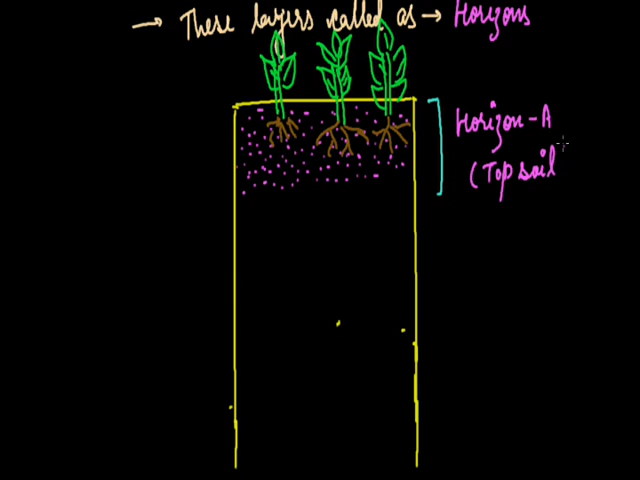 → These layers called as → Horizons
Horizon - A
(Top soil